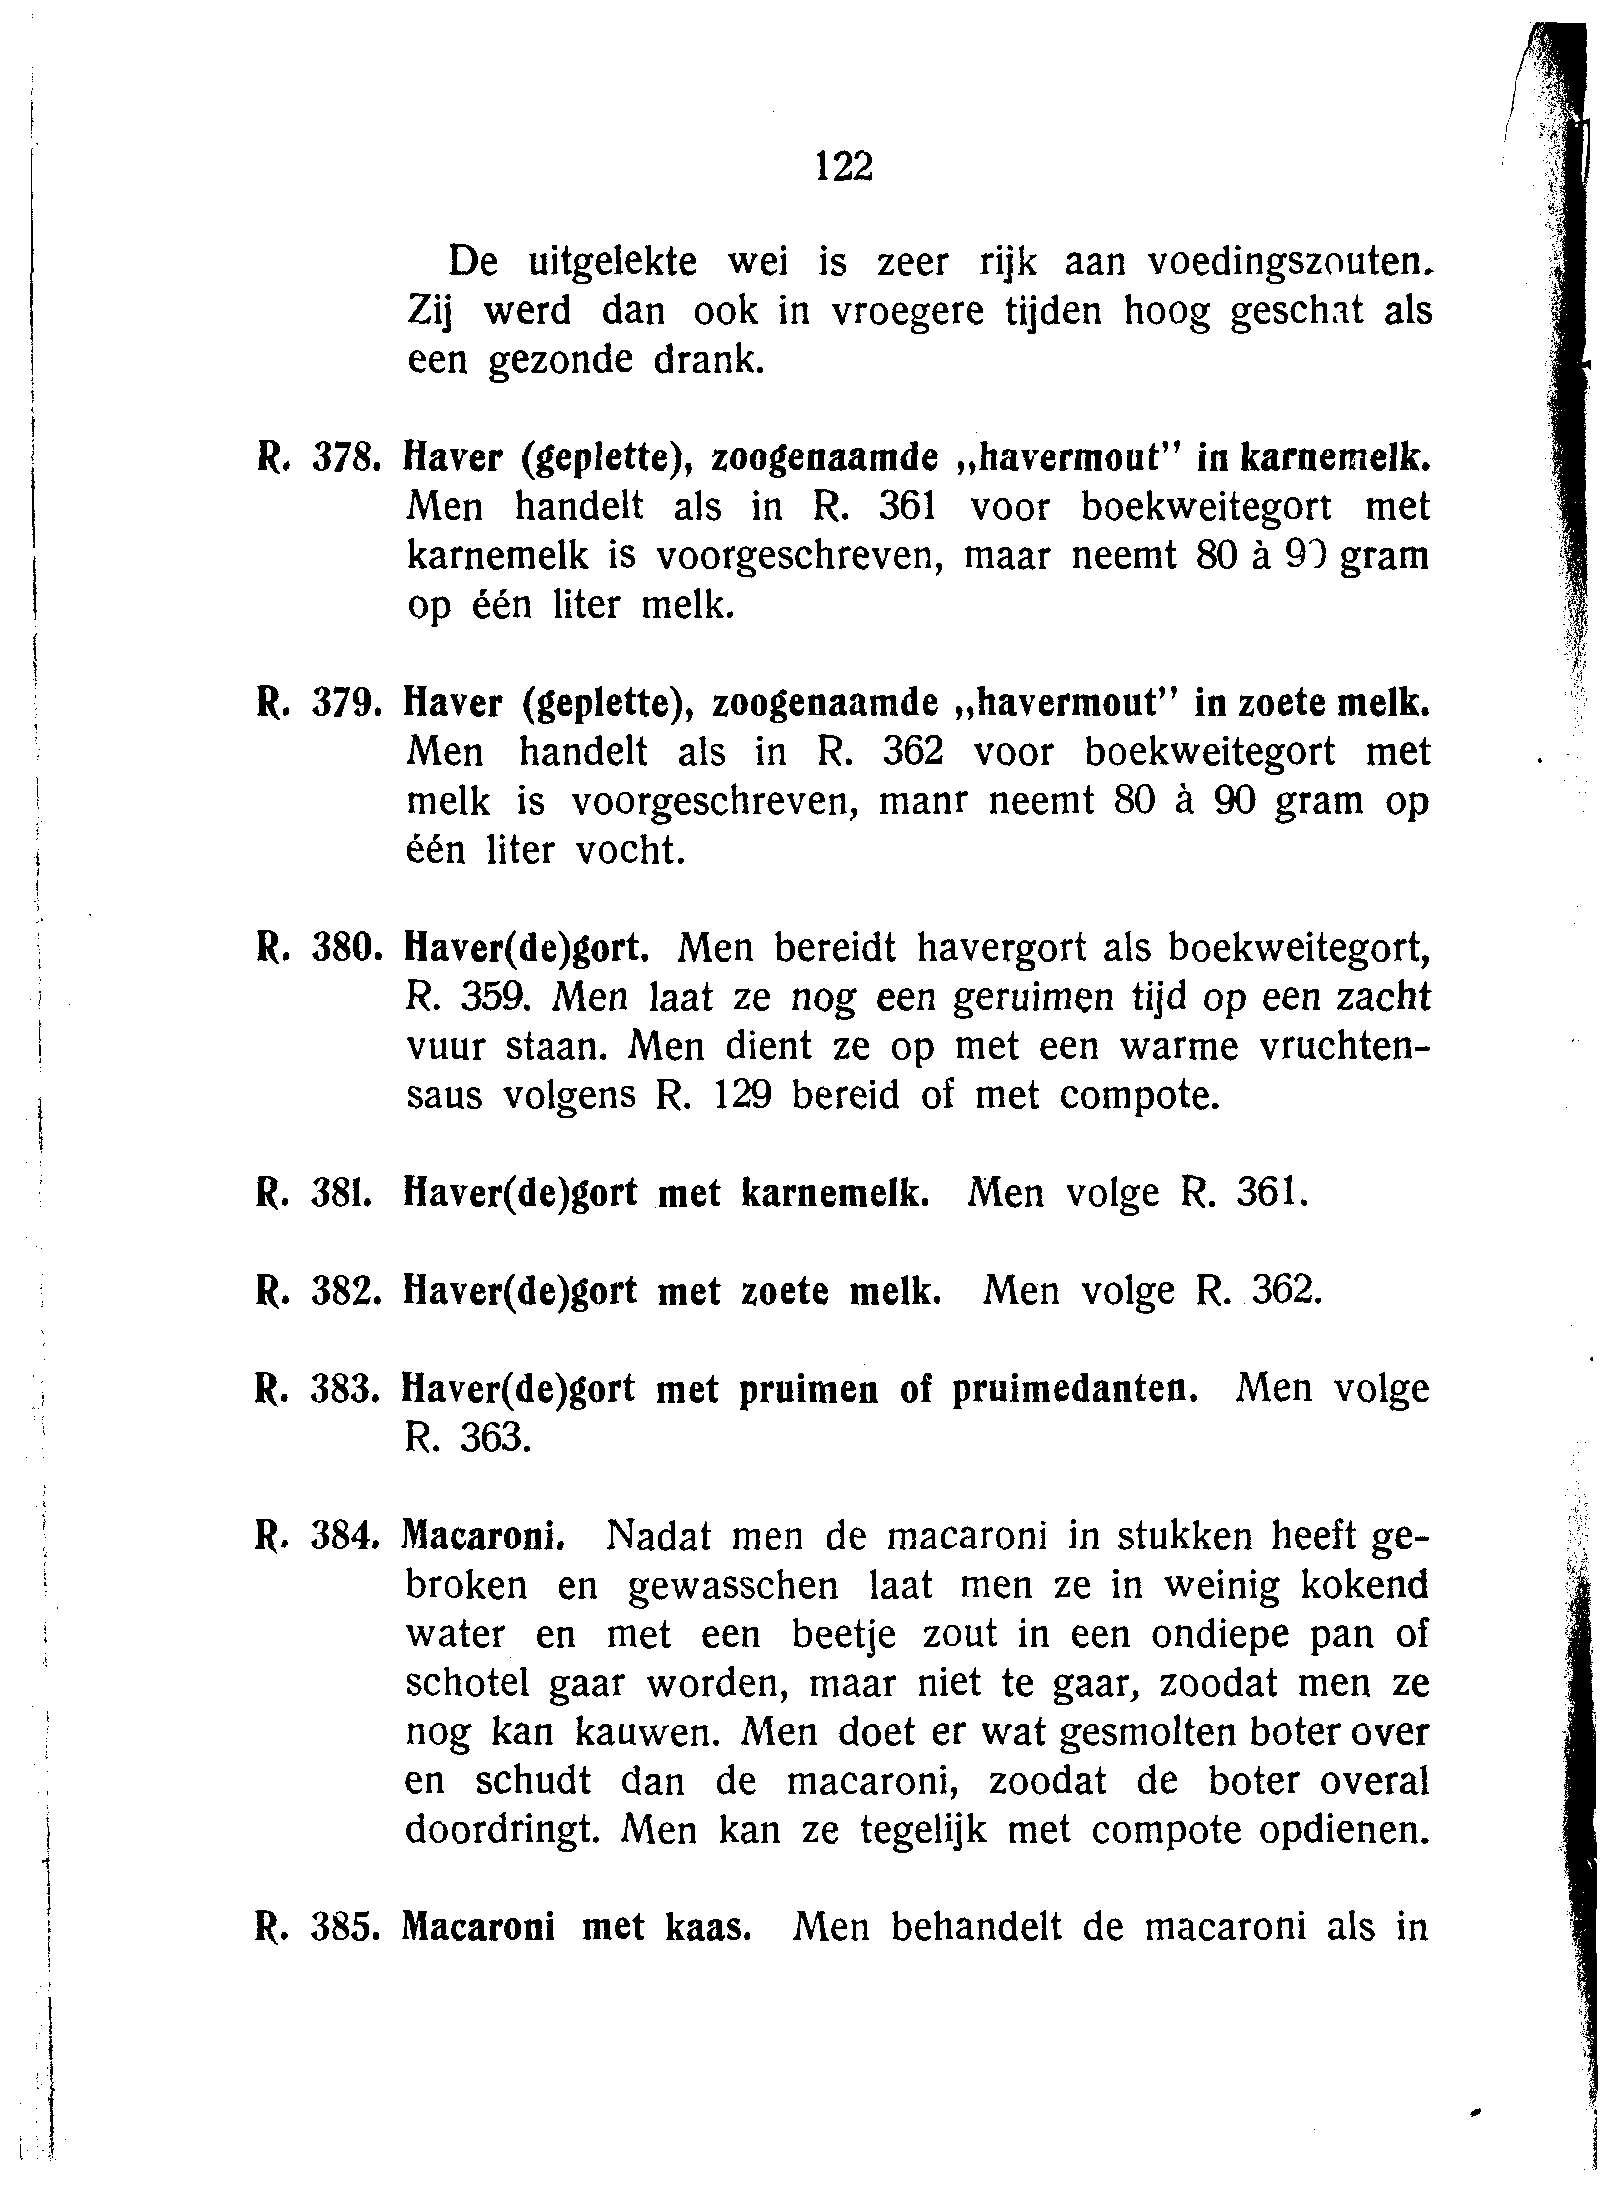 122
De uitgelekte wei is zeer rijk aan voedingszouten.
Zij werd dan ook in vroegere tijden hoog geschat als
een gezonde drank.
R. 378. Haver (geplette), zoogenaamde „havermout” in karnemelk.
Men handelt als in R. 361 voor boekweitegort met
karnemelk is voorgeschreven, maar neemt 80 à 90 gram
op één liter melk.
R. 379. Haver (geplette), zoogenaamde „havermout” in zoete melk.
Men handelt als in R. 362 voor boekweitegort met
melk is voorgeschreven, manr neemt 80 à 90 gram op
één liter vocht.
R. 380. Haver(de)gort. Men bereidt havergort als boekweitegort,
R. 359. Men laat ze nog een geruimen tijd op een zacht
vuur staan. Men dient ze op met een warme vruchten-
saus volgens R. 129 bereid of met compote.
R. 381. Haver(de)gort met karnemelk. Men volge R. 361.
R. 382. Haver(de)gort met zoete melk. Men volge R. 362.
R. 383. Haver(de)gort met pruimen of pruimedanten. Men volge
R. 363.
R. 384. Macaroni. Nadat men de macaroni in stukken heeft ge-
broken en gewasschen laat men ze in weinig kokend
water en met een beetje zout in een ondiepe pan of
schotel gaar worden, maar niet te gaar, zoodat men ze
nog kan kauwen. Men doet er wat gesmolten boter over
en schudt dan de macaroni, zoodat de boter overal
doordringt. Men kan ze tegelijk met compote opdienen.
R. 385. Macaroni met kaas. Men behandelt de macaroni als in